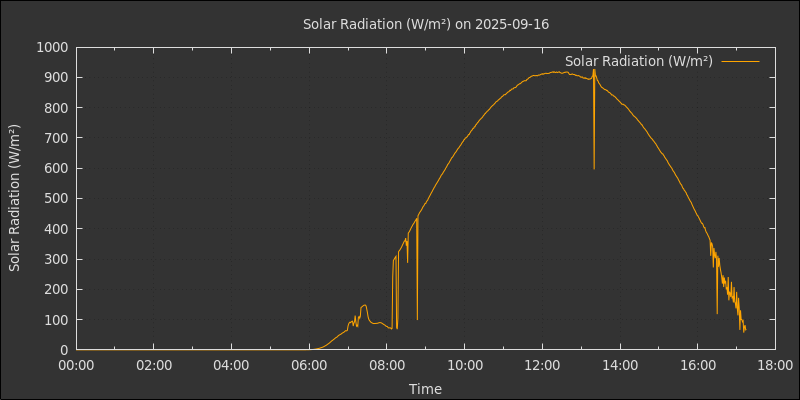 Solar Radiation (W/m²) on 2025-09-16
Solar Radiation (W/m²)
Solar Radiation (W/m²)
1000
900
800
700
600
500
400
300
200
100
0
00:00 02:00 04:00 06:00 08:00 10:00 12:00 14:00 16:00 18:00
Time